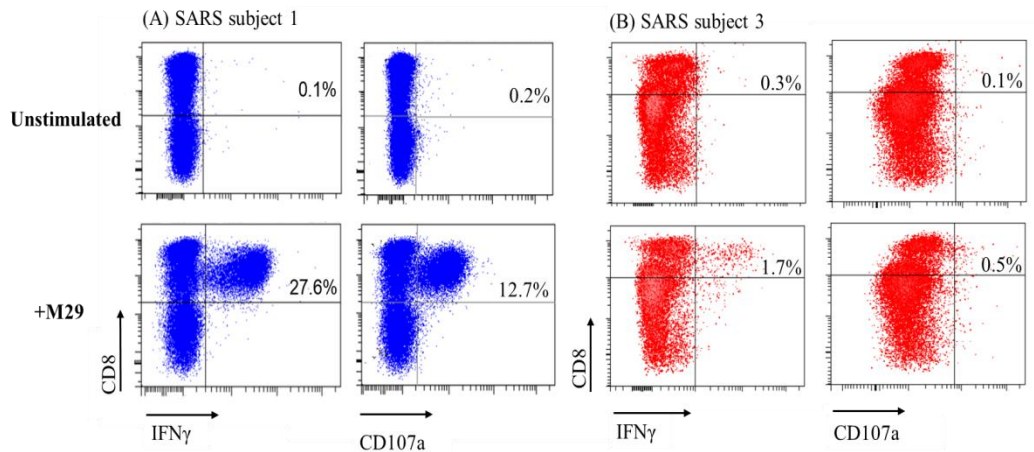 (A) SARS subject 1
(B) SARS subject 3
Unstimulated
0.1%
0.2%
0.3%
0.1%
+M29
27.6%
12.7%
1.7%
0.5%
CD8
CD8
IFNγ
CD107a
IFNγ
CD107a